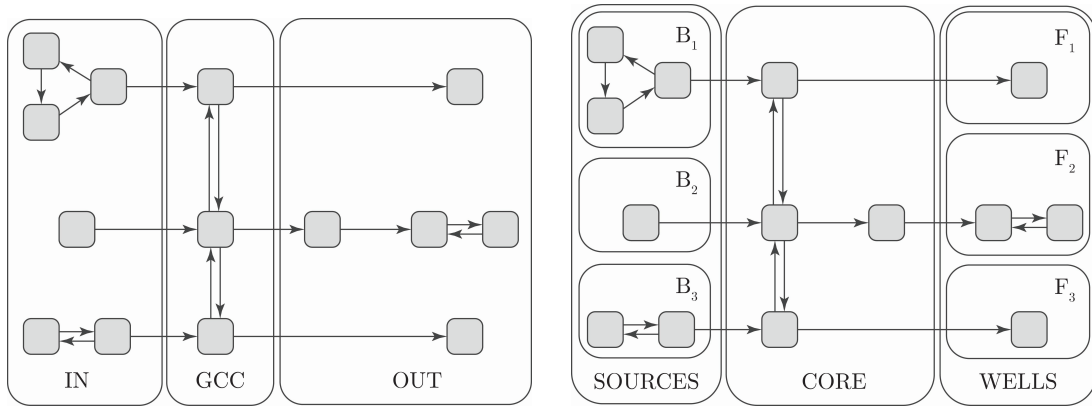 IN
GCC
OUT
B1
B2
B3
F1
F2
F3
SOURCES
CORE
WELLS